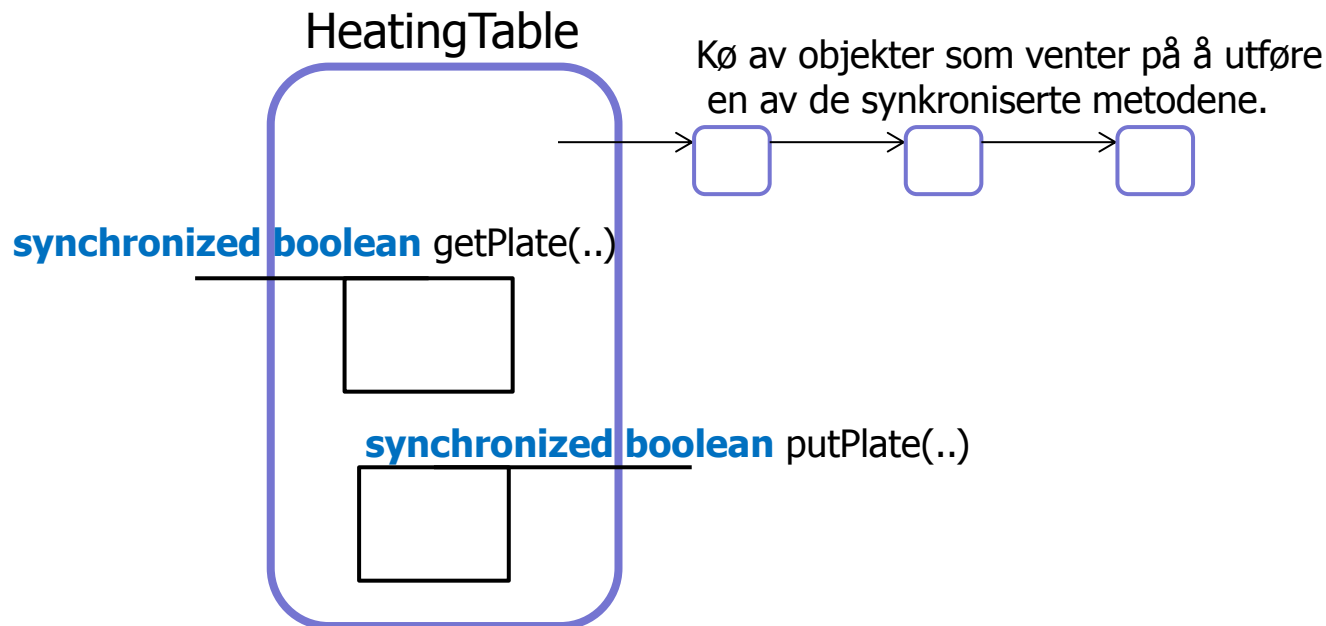 HeatingTable
Kø av objekter som venter på å utføre
en av de synkroniserte metodene.
synchronized boolean getPlate(..)
synchronized boolean putPlate(..)